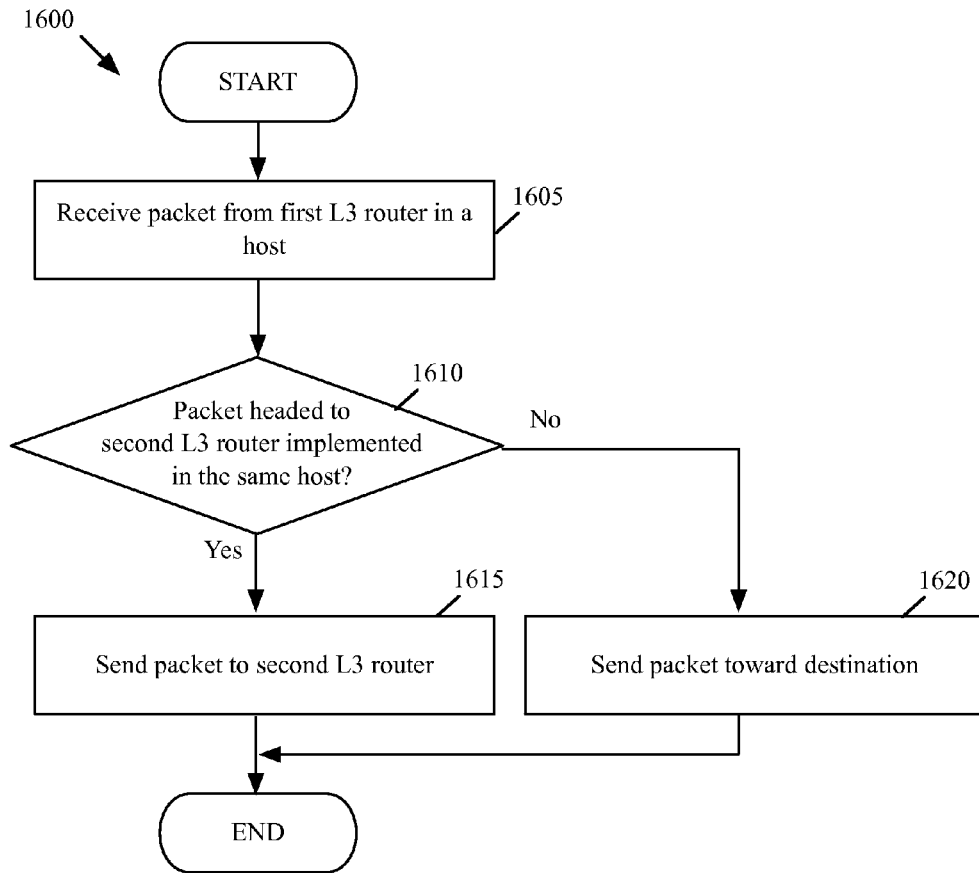 1600
START
Receive packet from first L3 router in a
host
1605
1610
Packet headed to
second L3 router implemented
in the same host?
No
Yes
1615
Send packet to second L3 router
1620
Send packet toward destination
END